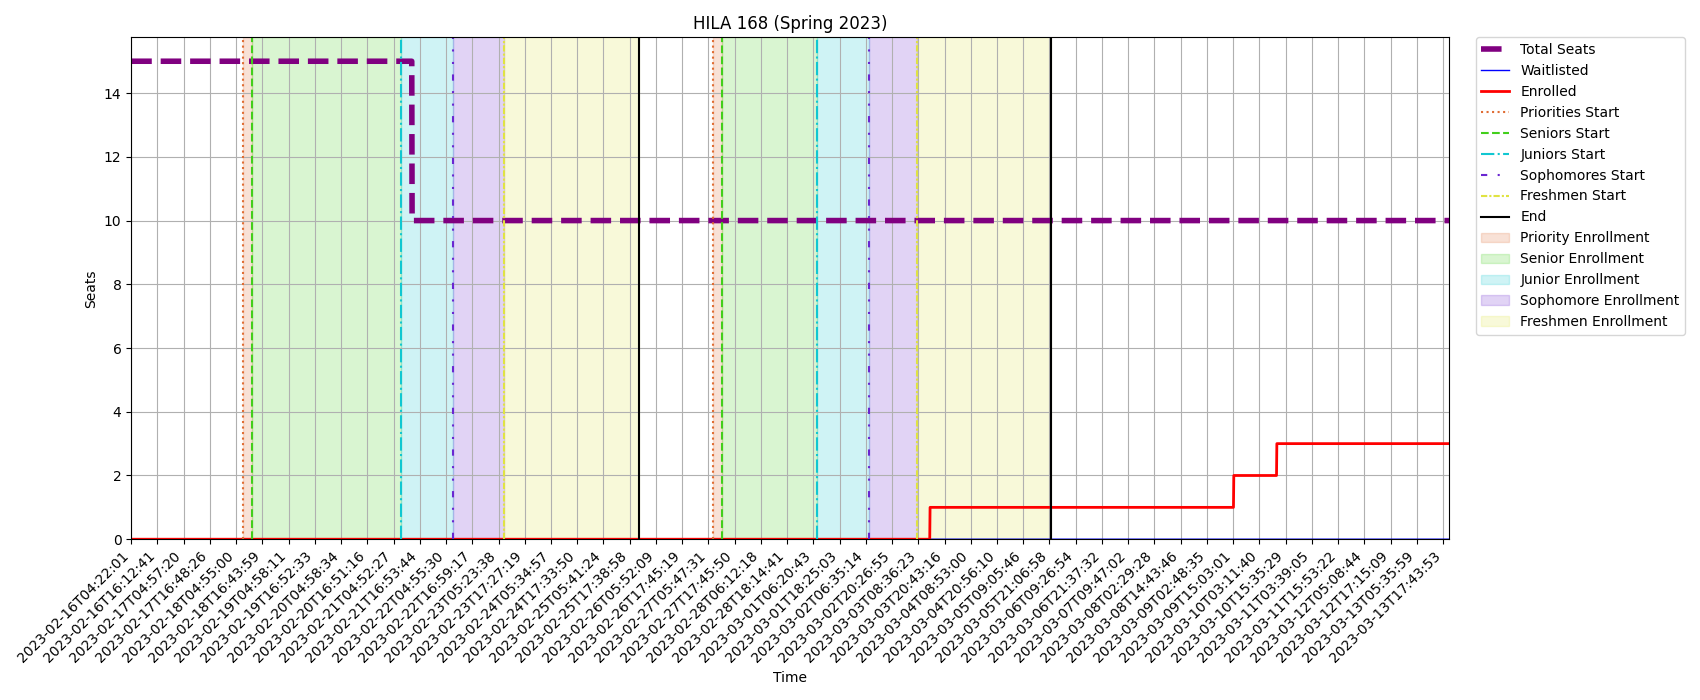 HILA 168 (Spring 2023)
Total Seats
Waitlisted
Enrolled
Priorities Start
Seniors Start
Juniors Start
Sophomores Start
Freshmen Start
End
Priority Enrollment
Senior Enrollment
Junior Enrollment
Sophomore Enrollment
Freshmen Enrollment
Seats
14
12
10
8
6
4
2
0
2023-02-16T04:22:01
2023-02-16T16:12:41
2023-02-17T04:57:20
2023-02-17T16:48:26
2023-02-18T04:55:00
2023-02-18T16:43:59
2023-02-19T04:58:11
2023-02-19T16:52:33
2023-02-20T04:58:34
2023-02-20T16:51:16
2023-02-21T04:52:27
2023-02-21T16:53:44
2023-02-22T04:55:30
2023-02-22T16:59:17
2023-02-23T05:23:38
2023-02-23T17:27:19
2023-02-24T05:34:57
2023-02-24T17:33:50
2023-02-25T05:41:24
2023-02-25T17:38:58
2023-02-26T05:52:09
2023-02-26T17:45:19
2023-02-27T05:47:31
2023-02-27T17:45:50
2023-02-28T06:12:18
2023-02-28T18:14:41
2023-03-01T06:20:43
2023-03-01T18:25:03
2023-03-02T06:35:14
2023-03-02T20:26:55
2023-03-03T08:36:23
2023-03-03T20:43:16
2023-03-04T08:53:00
2023-03-04T20:56:10
2023-03-05T09:05:46
2023-03-05T21:06:58
2023-03-06T09:26:54
2023-03-06T21:37:32
2023-03-07T09:47:02
2023-03-08T02:29:28
2023-03-08T14:43:46
2023-03-09T02:48:35
2023-03-09T15:03:01
2023-03-10T03:11:40
2023-03-10T15:35:29
2023-03-11T03:39:05
2023-03-11T15:53:22
2023-03-12T05:08:44
2023-03-12T17:15:09
2023-03-13T05:35:59
2023-03-13T17:43:53
Time